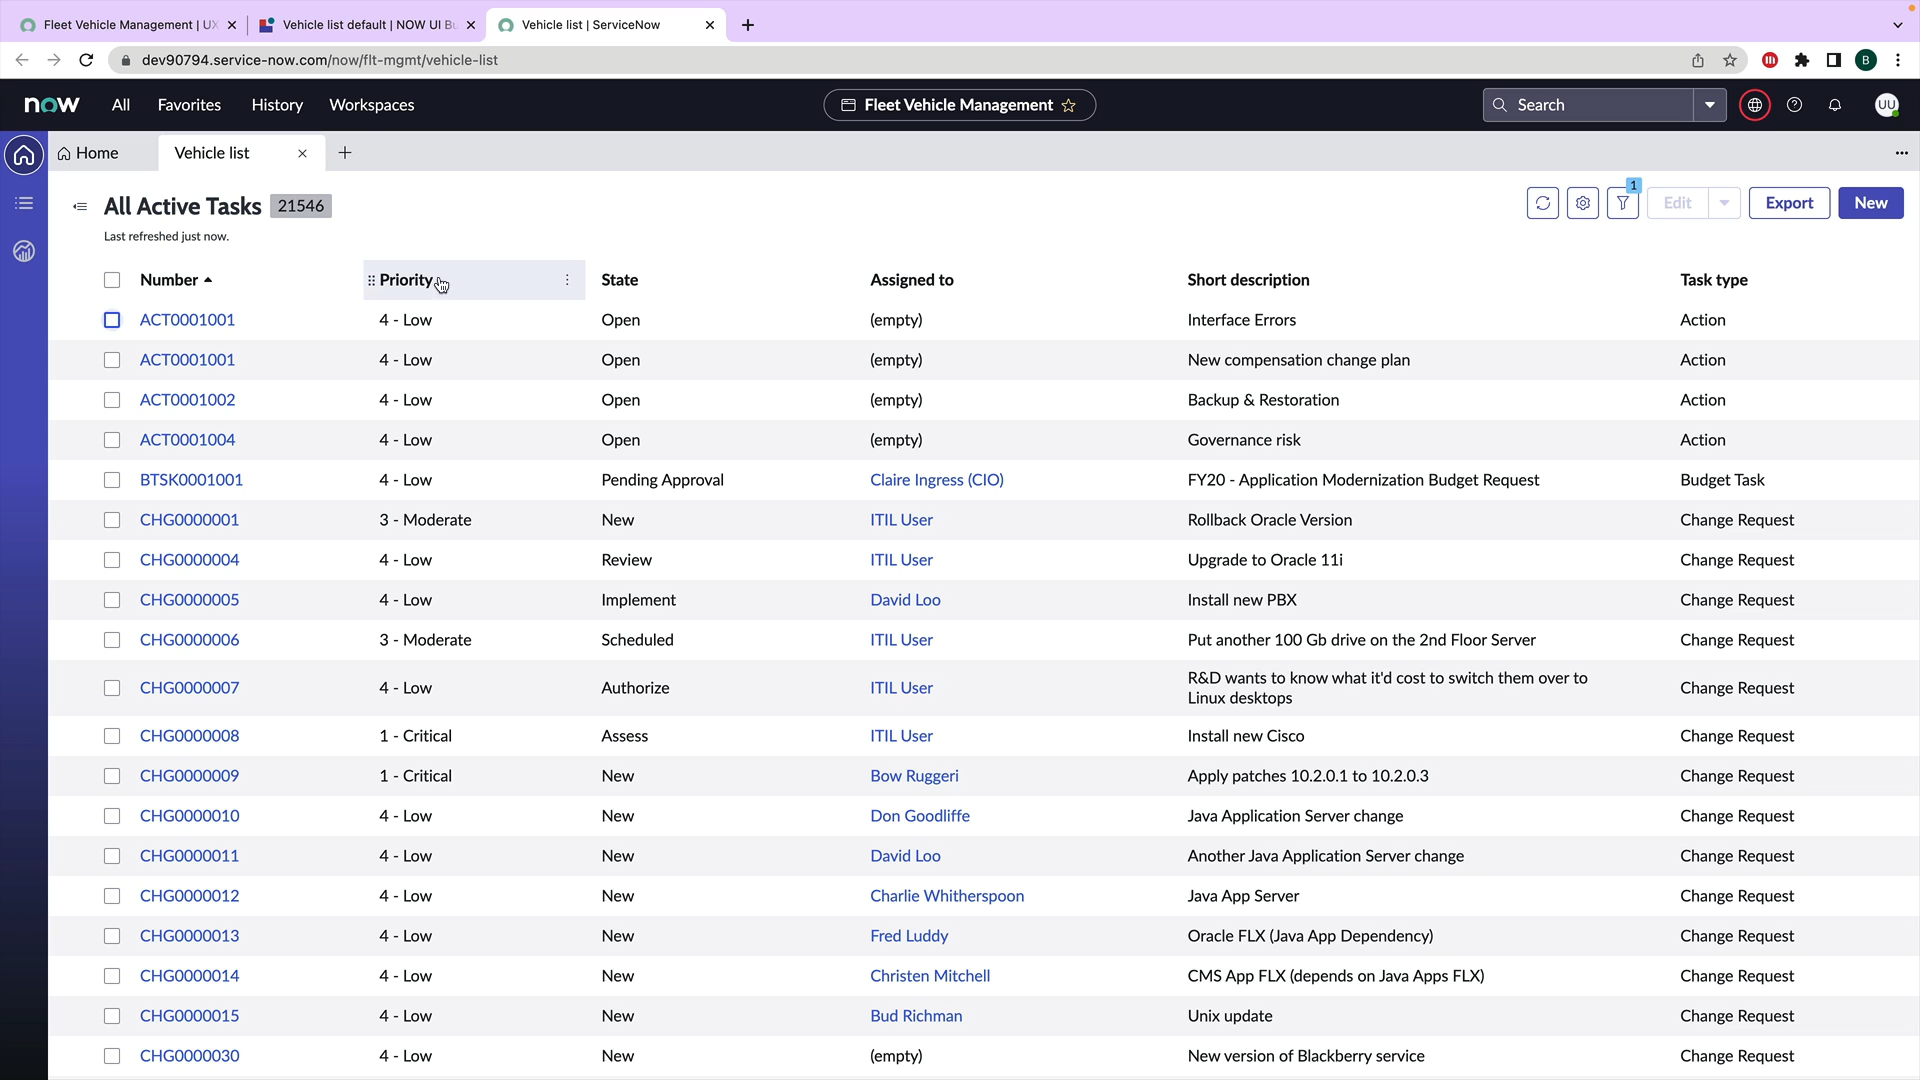 Fleet Vehicle Management | UX
Vehicle list default | NOW UI Bu
Vehicle list | ServiceNow
dev90794.service-now.com/now/flt-mgmt/vehicle-list
B
now All Favorites History Workspaces
Fleet Vehicle Management
Search
UU
Home
Vehicle list
All Active Tasks 21546
Last refreshed just now.
1
Edit
Export
New
Number Priority State Assigned to Short description Task type
ACT0001001 4 - Low Open (empty) Interface Errors Action
ACT0001001 4 - Low Open (empty) New compensation change plan Action
ACT0001002 4 - Low Open (empty) Backup & Restoration Action
ACT0001004 4 - Low Open (empty) Governance risk Action
BTSK0001001 4 - Low Pending Approval Claire Ingress (CIO) FY20 - Application Modernization Budget Request Budget Task
CHG0000001 3 - Moderate New ITIL User Rollback Oracle Version Change Request
CHG0000004 4 - Low Review ITIL User Upgrade to Oracle 11i Change Request
CHG0000005 4 - Low Implement David Loo Install new PBX Change Request
CHG0000006 3 - Moderate Scheduled ITIL User Put another 100 Gb drive on the 2nd Floor Server Change Request
CHG0000007 4 - Low Authorize ITIL User R&D wants to know what it'd cost to switch them over to
Linux desktops Change Request
CHG0000008 1 - Critical Assess ITIL User Install new Cisco Change Request
CHG0000009 1 - Critical New Bow Ruggeri Apply patches 10.2.0.1 to 10.2.0.3 Change Request
CHG0000010 4 - Low New Don Goodliffe Java Application Server change Change Request
CHG0000011 4 - Low New David Loo Another Java Application Server change Change Request
CHG0000012 4 - Low New Charlie Whitherspoon Java App Server Change Request
CHG0000013 4 - Low New Fred Luddy Oracle FLX (Java App Dependency) Change Request
CHG0000014 4 - Low New Christen Mitchell CMS App FLX (depends on Java Apps FLX) Change Request
CHG0000015 4 - Low New Bud Richman Unix update Change Request
CHG0000030 4 - Low New (empty) New version of Blackberry service Change Request